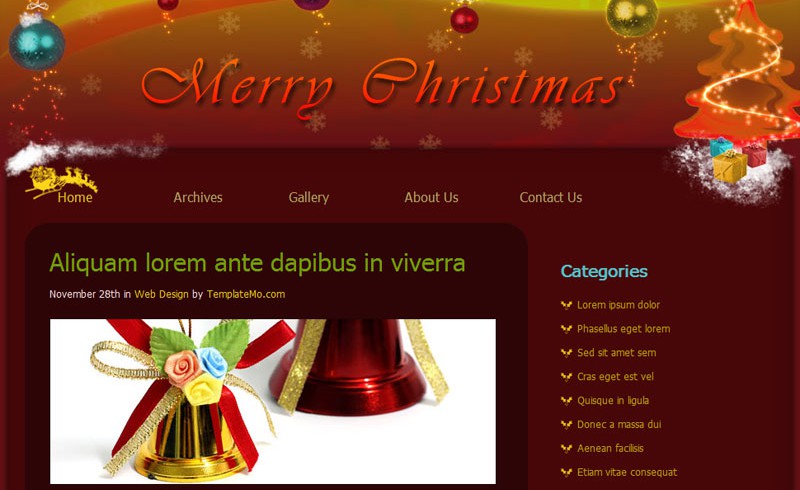 Merry Christmas
Home Archives Gallery About Us Contact Us
Aliquam lorem ante dapibus in viverra
November 28th in Web Design by TemplateMo.com
Categories
Lorem ipsum dolor
Phasellus eget lorem
Sed sit amet sem
Cras eget est vel
Quisque in ligula
Donec a massa dui
Aenean facilisis
Etiam vitae consequat